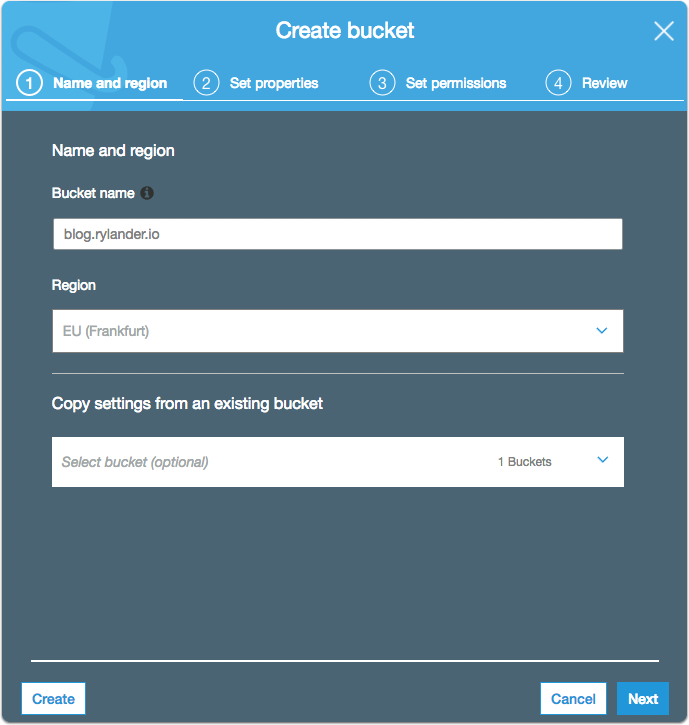 Create bucket
1 Name and region 2 Set properties 3 Set permissions 4 Review
Name and region
Bucket name
blog.rylander.io
Region
EU (Frankfurt)
Copy settings from an existing bucket
Select bucket (optional) 1 Buckets
Create Cancel Next